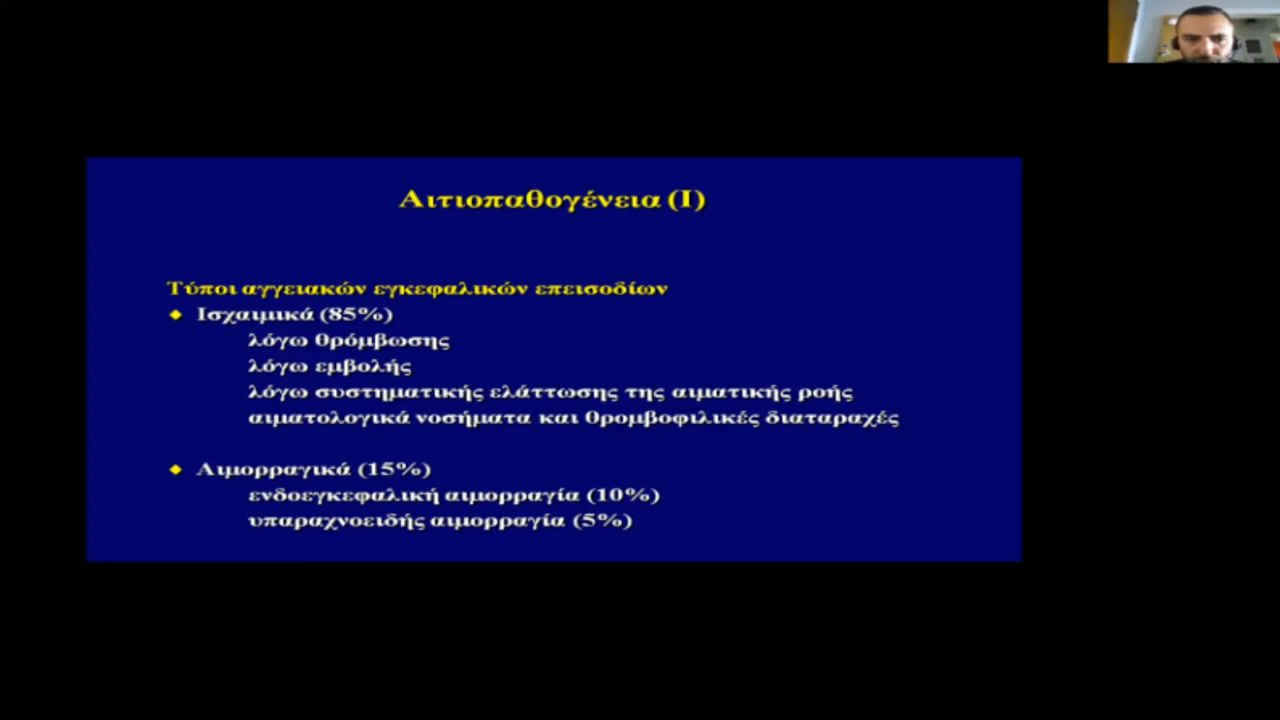 Αιτιοπαθογένεια (I)
Τύποι αγγειακών εγκεφαλικών επεισοδίων
Ισχαιμικά (85%)
λόγω θρόμβωσης
λόγω εμβολής
λόγω συστηματικής ελάττωσης της αιματικής ροής
αιματολογικά νοσήματα και θρομβοφιλικές διαταραχές
Αιμορραγικά (15%)
ενδοεγκεφαλική αιμορραγία (10%)
υπαραχνοειδής αιμορραγία (5%)